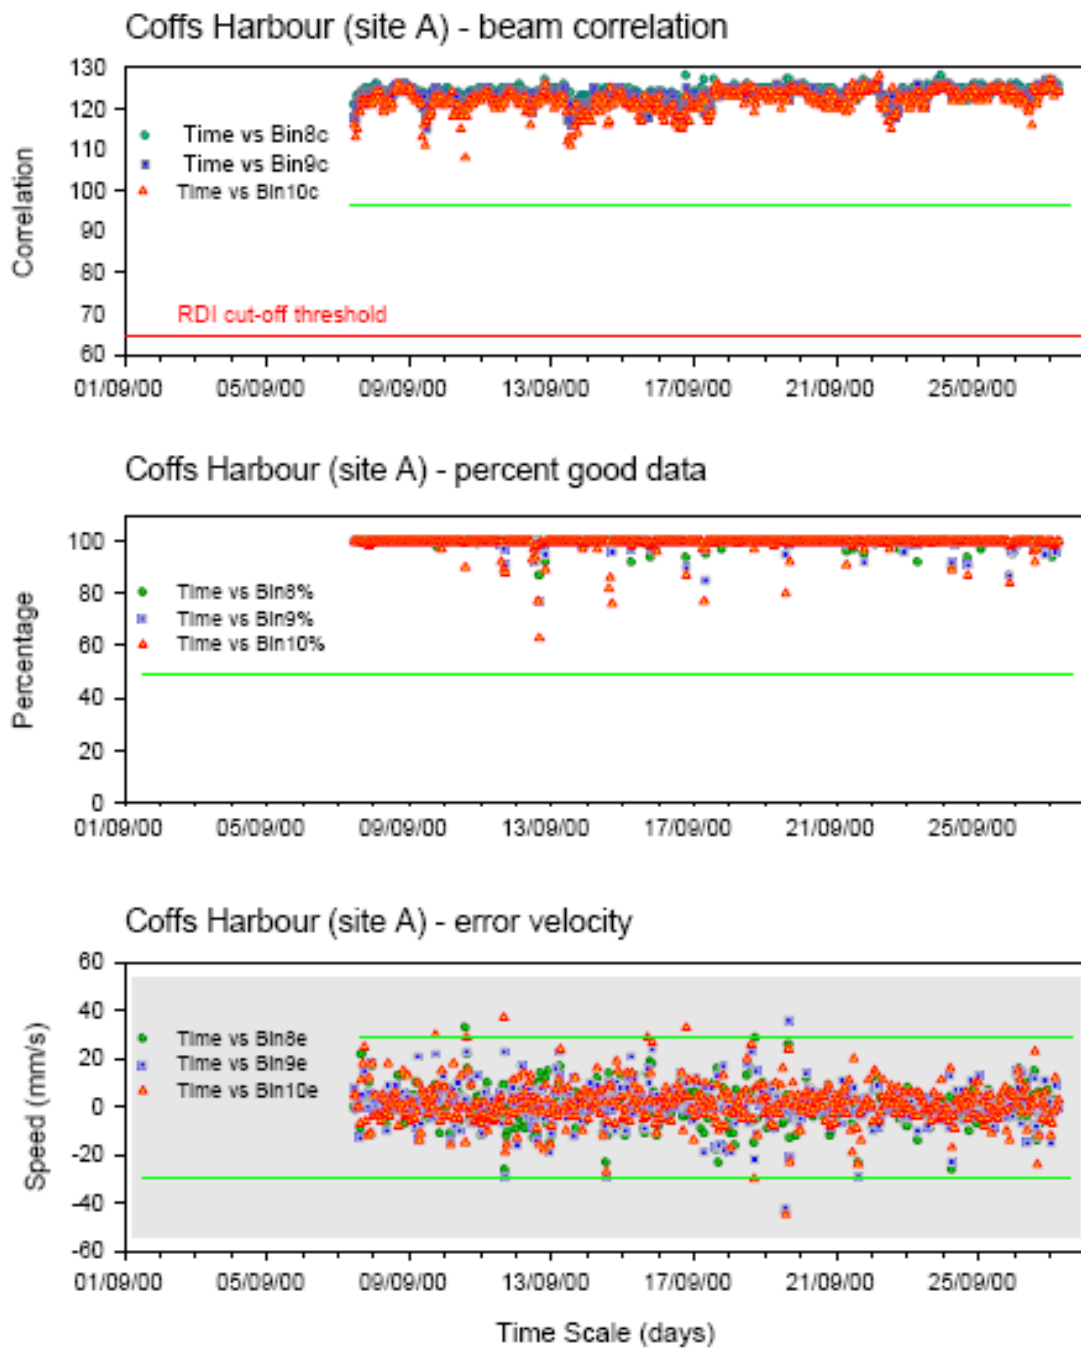 Coffs Harbour (site A) - beam correlation
130
120
110
100
90
80
70
60
Correlation
Time vs Bin8c
Time vs Bin9c
Time vs Bin10c
RDI cut-off threshold
01/09/00 05/09/00 09/09/00 13/09/00 17/09/00 21/09/00 25/09/00
Coffs Harbour (site A) - percent good data
100
80
60
40
20
0
Percentage
Time vs Bin8%
Time vs Bin9%
Time vs Bin10%
01/09/00 05/09/00 09/09/00 13/09/00 17/09/00 21/09/00 25/09/00
Coffs Harbour (site A) - error velocity
60
40
20
0
-20
-40
-60
Speed (mm/s)
Time vs Bin8e
Time vs Bin9e
Time vs Bin10e
01/09/00 05/09/00 09/09/00 13/09/00 17/09/00 21/09/00 25/09/00
Time Scale (days)